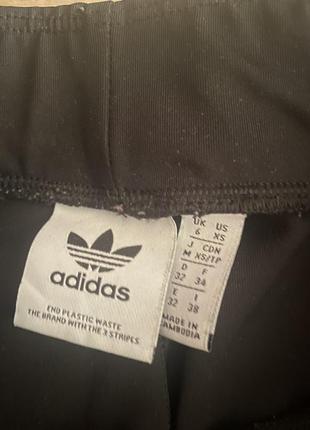 adidas
END PLASTIC WASTE
THE BRAND WITH THE 3 STRIPES.
UK US
6 XS
J CDN
M XS/TP
D F
32 34
E I
32 38
MADE IN
CAMBODIA